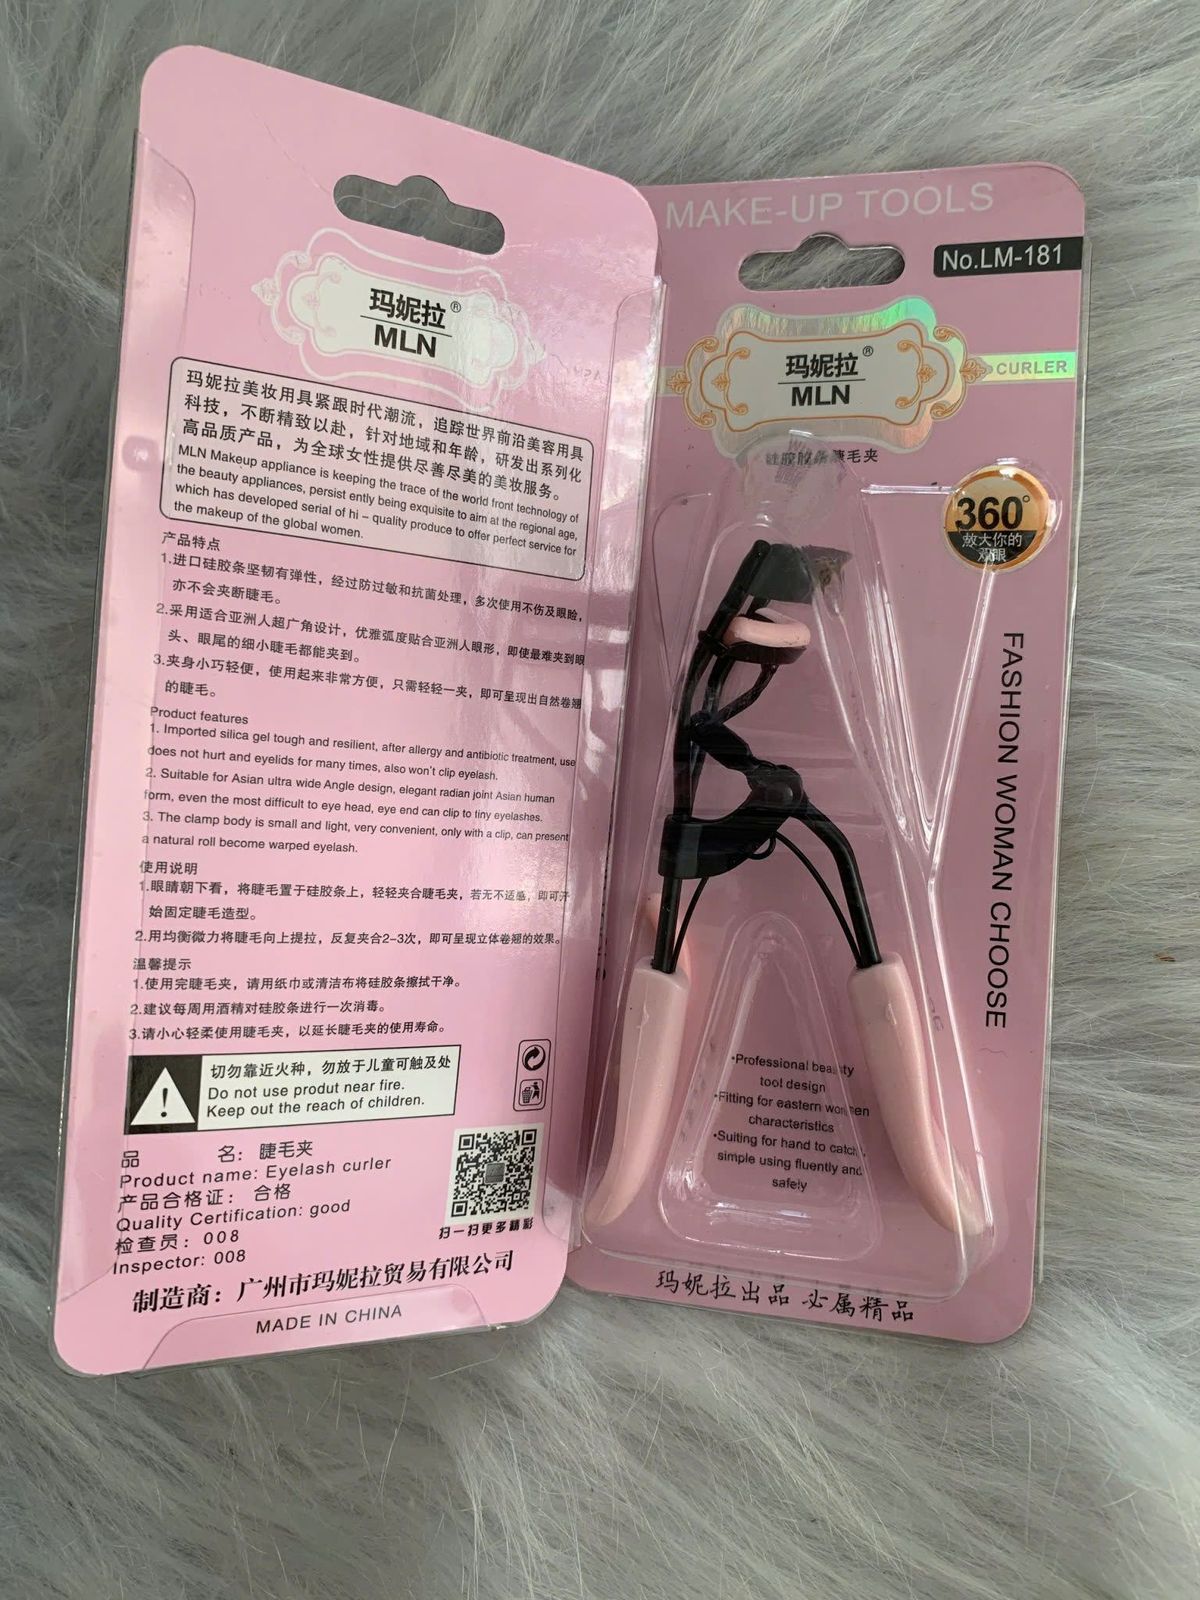 玛妮拉®
MLN
玛妮拉美妆用具紧跟时代潮流，追踪世界前沿美容用具
科技，不断精致以赴，针对地域和年龄，研发出系列化
高品质产品，为全球女性提供尽善尽美的美妆服务。
MLN Makeup appliance is keeping the trace of the world front technology of
the beauty appliances, persist ently being exquisite to aim at the regional age,
which has developed serial of hi – quality produce to offer perfect service for
the makeup of the global women.
产品特点
1.进口硅胶条坚韧有弹性，经过防过敏和抗菌处理，多次使用不伤及眼睑，
亦不会夹断睫毛。
2.采用适合亚洲人超广角设计，优雅弧度贴合亚洲人眼形，即使最难夹到眼
头、眼尾的细小睫毛都能夹到。
3.夹身小巧轻便，使用起来非常方便，只需轻轻一夹，即可呈现出自然卷翘
的睫毛。
Product features
1. Imported silica gel tough and resilient, after allergy and antibiotic treatment, use
does not hurt and eyelids for many times, also won't clip eyelash.
2. Suitable for Asian ultra wide Angle design, elegant radian joint Asian human
form, even the most difficult to eye head, eye end can clip to tiny eyelashes.
3. The clamp body is small and light, very convenient, only with a clip, can present
a natural roll become warped eyelash.
使用说明
1.眼睛朝下看，将睫毛置于硅胶条上，轻轻夹合睫毛夹，若无不适感，即可开
始固定睫毛造型。
2.用均衡微力将睫毛向上提拉，反复夹合2-3次，即可呈现立体卷翘的效果。
温馨提示
1.使用完睫毛夹，请用纸巾或清洁布将硅胶条擦拭干净。
2.建议每周用酒精对硅胶条进行一次消毒。
3.请小心轻柔使用睫毛夹，以延长睫毛夹的使用寿命。
切勿靠近火种，勿放于儿童可触及处
Do not use produt near fire.
Keep out the reach of children.
品 名：睫毛夹
Product name: Eyelash curler
产品合格证：合格
Quality Certification: good
检查员：008
Inspector: 008
扫一扫更多精彩
制造商：广州市玛妮拉贸易有限公司
MADE IN CHINA
MAKE-UP TOOLS
No.LM-181
玛妮拉®
MLN
CURLER
硅胶胶条睫毛夹
360°
放大你的
双眼
FASHION WOMAN CHOOSE
•Professional beauty
tool design
•Fitting for eastern women
characteristics
•Suiting for hand to catch,
simple using fluently and
safely
玛妮拉出品 必属精品